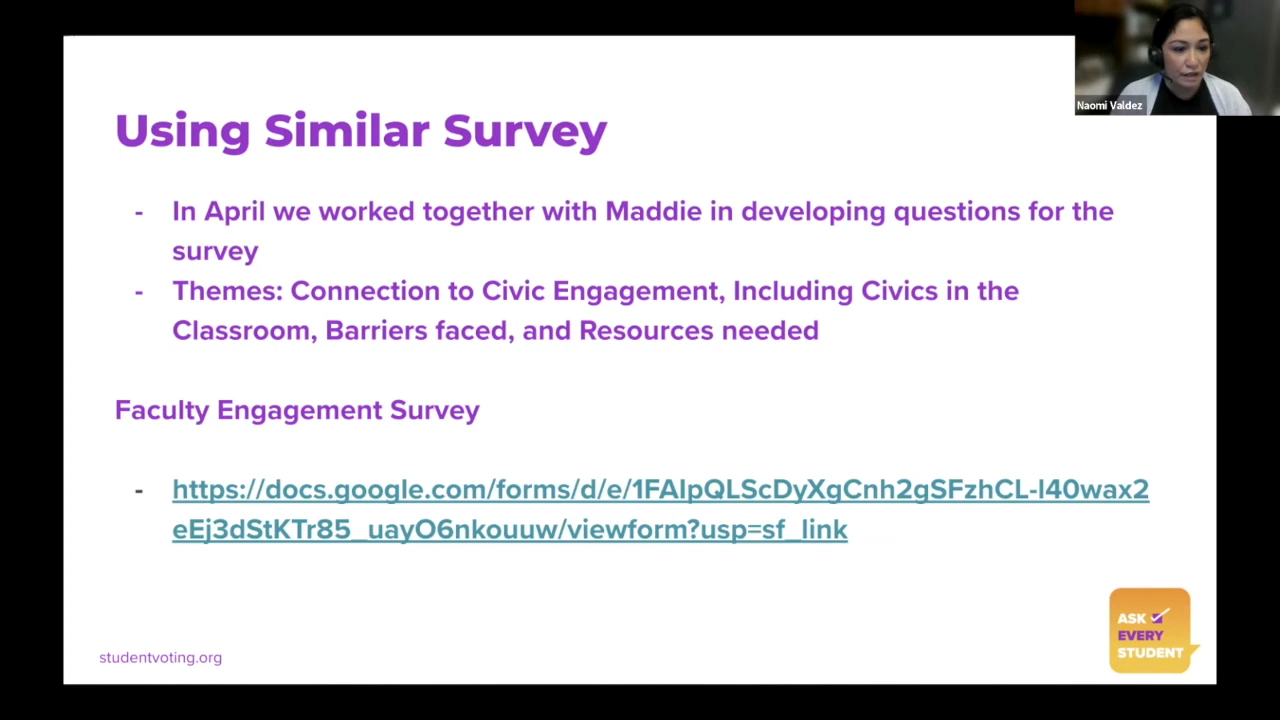 Naomi Valdez
Using Similar Survey
- In April we worked together with Maddie in developing questions for the
survey
- Themes: Connection to Civic Engagement, Including Civics in the
Classroom, Barriers faced, and Resources needed
Faculty Engagement Survey
- https://docs.google.com/forms/d/e/1FAIpQLScDyXgCnh2gSFzhCL-l40wax2
eEj3dStKTr85_uayO6nkouuw/viewform?usp=sf_link
ASK
EVERY
STUDENT
studentvoting.org